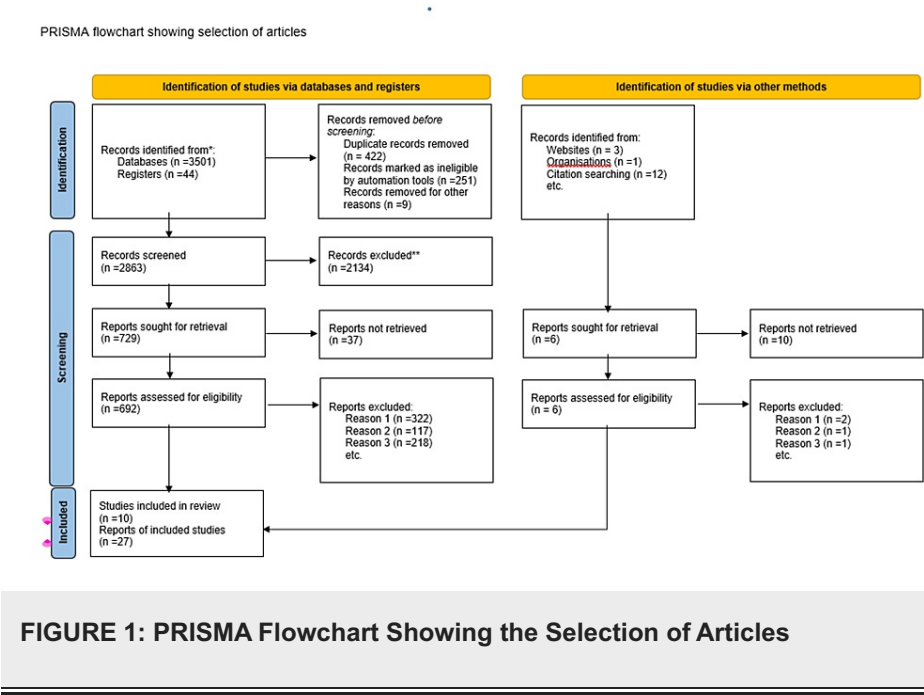 PRISMA flowchart showing selection of articles
Identification of studies via databases and registers
Identification of studies via other methods
Identification
Records identified from*:
Databases (n =3501)
Registers (n =44)
Records removed before
screening:
Duplicate records removed
(n = 422)
Records marked as ineligible
by automation tools (n =251)
Records removed for other
reasons (n =9)
Records identified from:
Websites (n = 3)
Organisations (n =1)
Citation searching (n =12)
etc.
Screening
Records screened
(n =2863)
Records excluded**
(n =2134)
Reports sought for retrieval
(n =729)
Reports not retrieved
(n =37)
Reports sought for retrieval
(n =6)
Reports not retrieved
(n =10)
Reports assessed for eligibility
(n =692)
Reports excluded:
Reason 1 (n =322)
Reason 2 (n =117)
Reason 3 (n =218)
etc.
Reports assessed for eligibility
(n = 6)
Reports excluded:
Reason 1 (n =2)
Reason 2 (n =1)
Reason 3 (n =1)
etc.
Included
Studies included in review
(n =10)
Reports of included studies
(n =27)
FIGURE 1: PRISMA Flowchart Showing the Selection of Articles